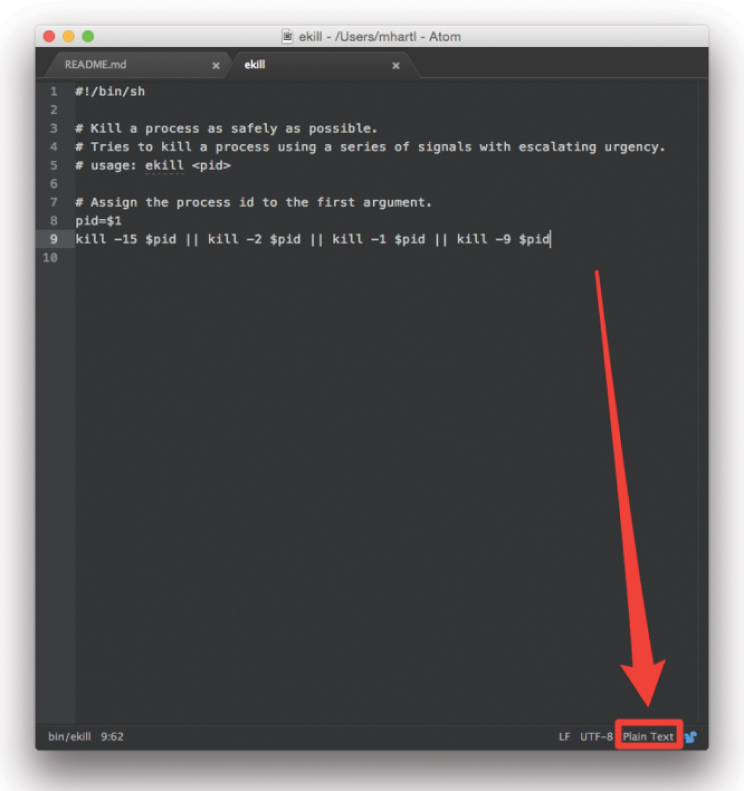 ekill - /Users/mhartl - Atom
README.md × ekill ×
1 #!/bin/sh
2
3 # Kill a process as safely as possible.
4 # Tries to kill a process using a series of signals with escalating urgency.
5 # usage: ekill <pid>
6
7 # Assign the process id to the first argument.
8 pid=$1
9 kill -15 $pid || kill -2 $pid || kill -1 $pid || kill -9 $pid
10
bin/ekill 9:62 LF UTF-8 Plain Text